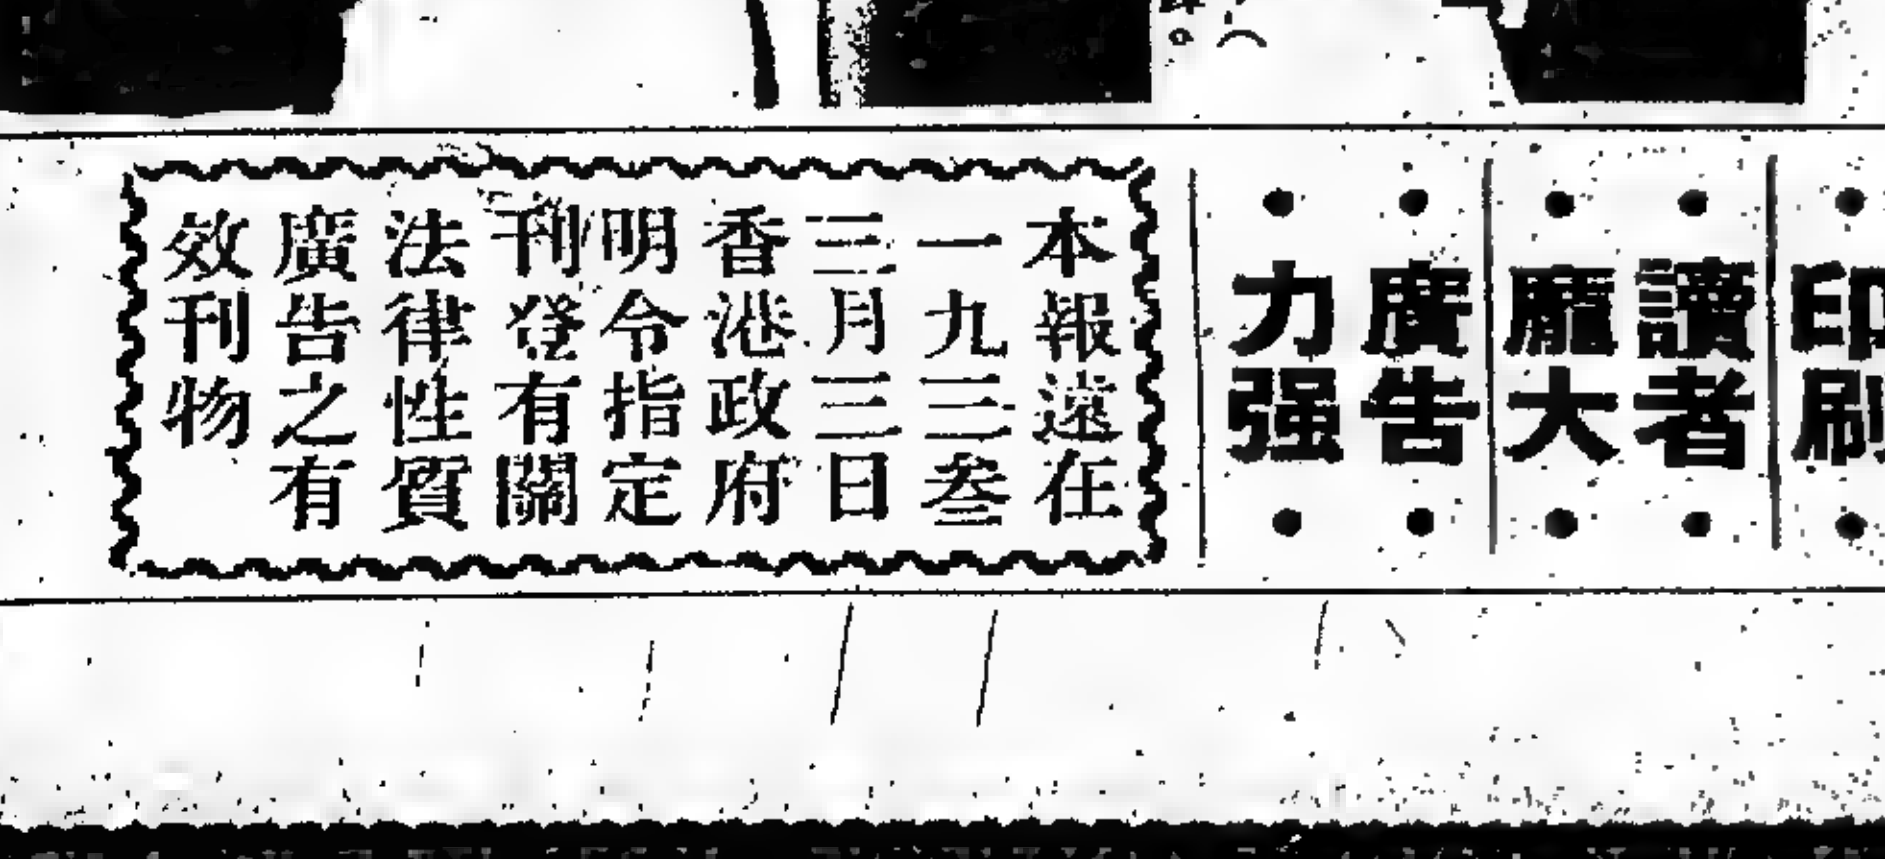 印刷
讀者
龐大
廣告
力强
本報遠在
一九三叁
三月三日
香港政府
明令指定
刊登有關
法律性質
廣告之有
效刊物